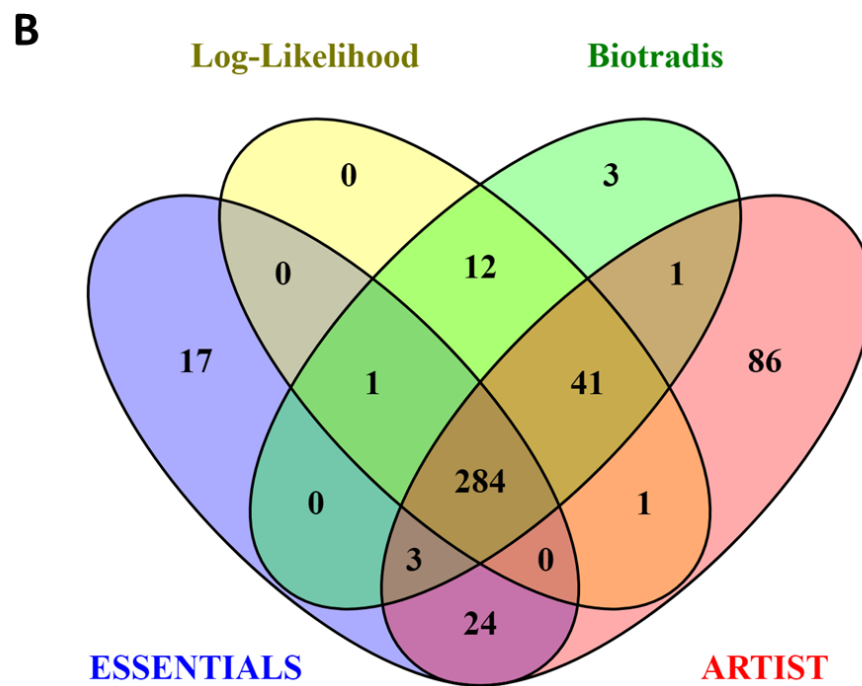 B
Log-Likelihood Biotradis
0 3
0 12 1
17 1 41 86
284
0 1
3 0
24
ESSENTIALS ARTIST